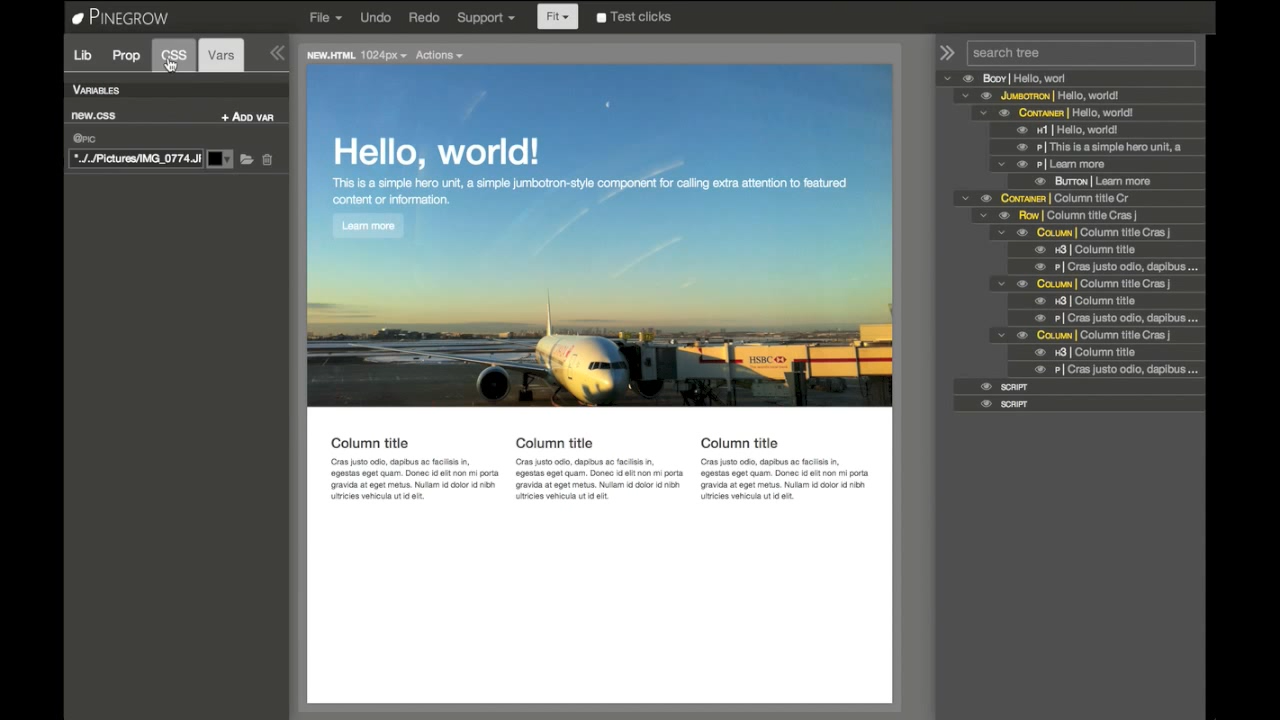 PINEGROW
File Undo Redo Support Fit Test clicks
Lib Prop CSS Vars
VARIABLES
new.css + ADD VAR
@PIC
"../../Pictures/IMG_0774.JF
NEW.HTML 1024px Actions
Hello, world!
This is a simple hero unit, a simple jumbotron-style component for calling extra attention to featured
content or information.
Learn more
HSBC
Column title
Cras justo odio, dapibus ac facilisis in,
egestas eget quam. Donec id elit non mi porta
gravida at eget metus. Nullam id dolor id nibh
ultricies vehicula ut id elit.
Column title
Cras justo odio, dapibus ac facilisis in,
egestas eget quam. Donec id elit non mi porta
gravida at eget metus. Nullam id dolor id nibh
ultricies vehicula ut id elit.
Column title
Cras justo odio, dapibus ac facilisis in,
egestas eget quam. Donec id elit non mi porta
gravida at eget metus. Nullam id dolor id nibh
ultricies vehicula ut id elit.
search tree
BODY | Hello, worl
JUMBOTRON | Hello, world!
CONTAINER | Hello, world!
H1 | Hello, world!
P | This is a simple hero unit, a
P | Learn more
BUTTON | Learn more
CONTAINER | Column title Cr
ROW | Column title Cras j
COLUMN | Column title Cras j
H3 | Column title
P | Cras justo odio, dapibus ...
COLUMN | Column title Cras j
H3 | Column title
P | Cras justo odio, dapibus ...
COLUMN | Column title Cras j
H3 | Column title
P | Cras justo odio, dapibus ...
SCRIPT
SCRIPT